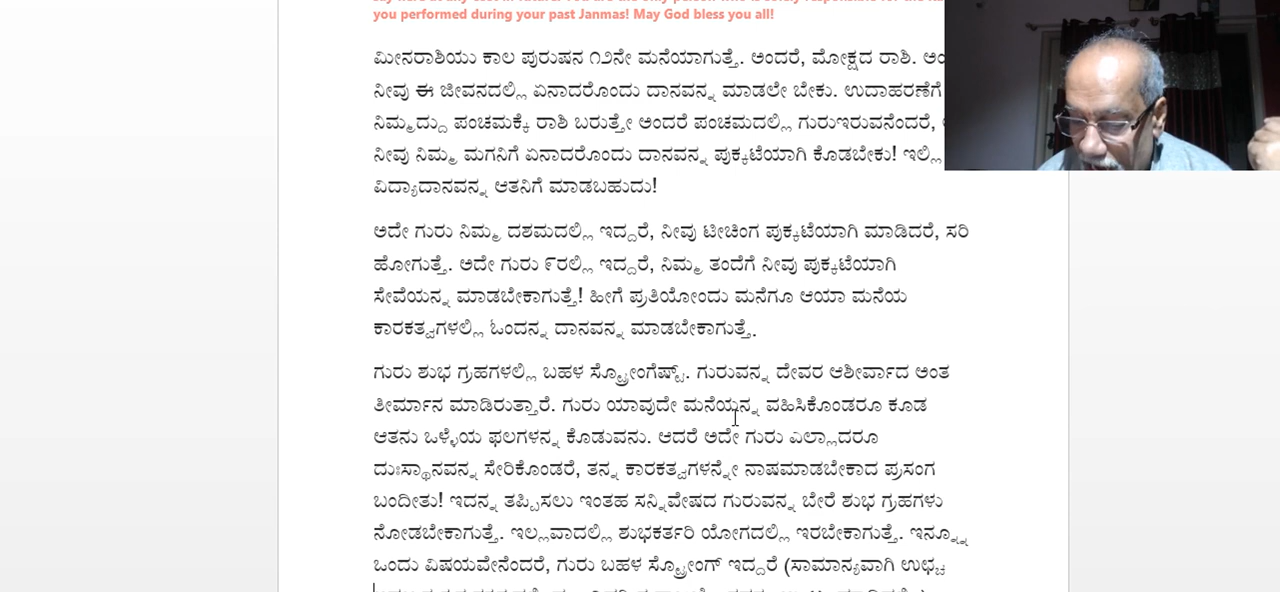 you performed during your past Janmas! May God bless you all!
ಮೀನರಾಶಿಯು ಕಾಲ ಪುರುಷನ ೧೨ನೇ ಮನೆಯಾಗುತ್ತೆ. ಅಂದರೆ, ಮೋಕ್ಷದ ರಾಶಿ.
ನೀವು ಈ ಜೀವನದಲ್ಲಿ ಏನಾದರೊಂದು ದಾನವನ್ನ ಮಾಡಲೇ ಬೇಕು. ಉದಾಹರಣೆಗೆ
ನಿಮ್ಮದ್ದು ಪಂಚಮಕ್ಕೆ ರಾಶಿ ಬರುತ್ತೇ ಅಂದರೆ ಪಂಚಮದಲ್ಲಿ ಗುರುಇರುವನೆಂದರೆ,
ನೀವು ನಿಮ್ಮ ಮಗನಿಗೆ ಏನಾದರೊಂದು ದಾನವನ್ನ ಪುಕ್ಕಟೆಯಾಗಿ ಕೊಡಬೇಕು! ಇಲ್ಲಿ
ವಿದ್ಯಾದಾನವನ್ನ ಆತನಿಗೆ ಮಾಡಬಹುದು!
ಅದೇ ಗುರು ನಿಮ್ಮ ದಶಮದಲ್ಲಿ ಇದ್ದರೆ, ನೀವು ಟೀಚಿಂಗ ಪುಕ್ಕಟೆಯಾಗಿ ಮಾಡಿದರೆ, ಸರಿ
ಹೋಗುತ್ತೆ. ಅದೇ ಗುರು ೯ರಲ್ಲಿ ಇದ್ದರೆ, ನಿಮ್ಮ ತಂದೆಗೆ ನೀವು ಪುಕ್ಕಟೆಯಾಗಿ
ಸೇವೆಯನ್ನ ಮಾಡಬೇಕಾಗುತ್ತೆ! ಹೀಗೆ ಪ್ರತಿಯೋಂದು ಮನೆಗೂ ಆಯಾ ಮನೆಯ
ಕಾರಕತ್ವಗಳಲ್ಲಿ ಓಂದನ್ನ ದಾನವನ್ನ ಮಾಡಬೇಕಾಗುತ್ತೆ.
ಗುರು ಶುಭ ಗ್ರಹಗಳಲ್ಲಿ ಬಹಳ ಸ್ಟ್ರೋಂಗೆಷ್ಟ್. ಗುರುವನ್ನ ದೇವರ ಆಶೀರ್ವಾದ ಅಂತ
ತೀರ್ಮಾನ ಮಾಡಿರುತ್ತಾರೆ. ಗುರು ಯಾವುದೇ ಮನೆಯನ್ನ ವಹಿಸಿಕೊಂಡರೂ ಕೂಡ
ಆತನು ಒಳ್ಳೆಯ ಫಲಗಳನ್ನ ಕೊಡುವನು. ಆದರೆ ಅದೇ ಗುರು ಎಲ್ಲಾದರೂ
ದುಃಸ್ಥಾನವನ್ನ ಸೇರಿಕೊಂಡರೆ, ತನ್ನ ಕಾರಕತ್ವಗಳನ್ನೇ ನಾಷಮಾಡಬೇಕಾದ ಪ್ರಸಂಗ
ಬಂದೀತು! ಇದನ್ನ ತಪ್ಪಿಸಲು ಇಂತಹ ಸನ್ನಿವೇಷದ ಗುರುವನ್ನ ಬೇರೆ ಶುಭ ಗ್ರಹಗಳು
ನೋಡಬೇಕಾಗುತ್ತೆ. ಇಲ್ಲವಾದಲ್ಲಿ ಶುಭಕರ್ತರಿ ಯೋಗದಲ್ಲಿ ಇರಬೇಕಾಗುತ್ತೆ. ಇನ್ನೂ
ಒಂದು ವಿಷಯವೇನೆಂದರೆ, ಗುರು ಬಹಳ ಸ್ಟ್ರೋಂಗ್ ಇದ್ದರೆ (ಸಾಮಾನ್ಯವಾಗಿ ಉಛ್ಚ